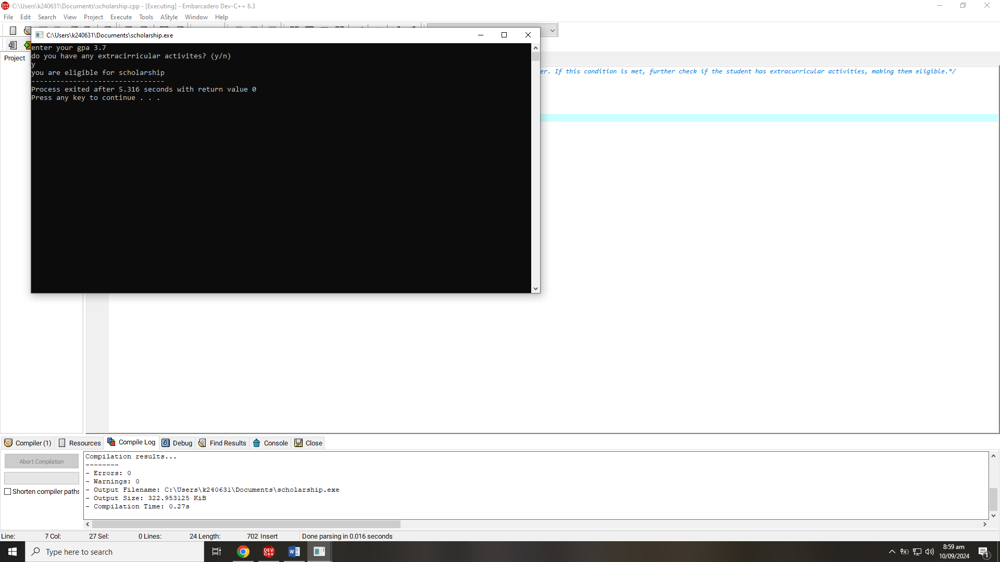 C:\Users\k240631\Documents\scholarship.cpp - [Executing] - Embarcadero Dev-C++ 6.3
File Edit Search View Project Execute Tools AStyle Window Help
C:\Users\k240631\Documents\scholarship.exe
Project
enter your gpa 3.7
do you have any extracirricular activites? (y/n)
y
you are eligible for scholarship
--------------------------------
Process exited after 5.316 seconds with return value 0
Press any key to continue . . .
er. If this condition is met, further check if the student has extracurricular activities, making them eligible.*/
Compiler (1) Resources Compile Log Debug Find Results Console Close
Abort Compilation
Shorten compiler paths
Compilation results...
--------
- Errors: 0
- Warnings: 0
- Output Filename: C:\Users\k240631\Documents\scholarship.exe
- Output Size: 322.953125 KiB
- Compilation Time: 0.27s
Line: 7 Col: 27 Sel: 0 Lines: 24 Length: 702 Insert Done parsing in 0.016 seconds
Type here to search
DEV C++
8:59 am
10/09/2024
1